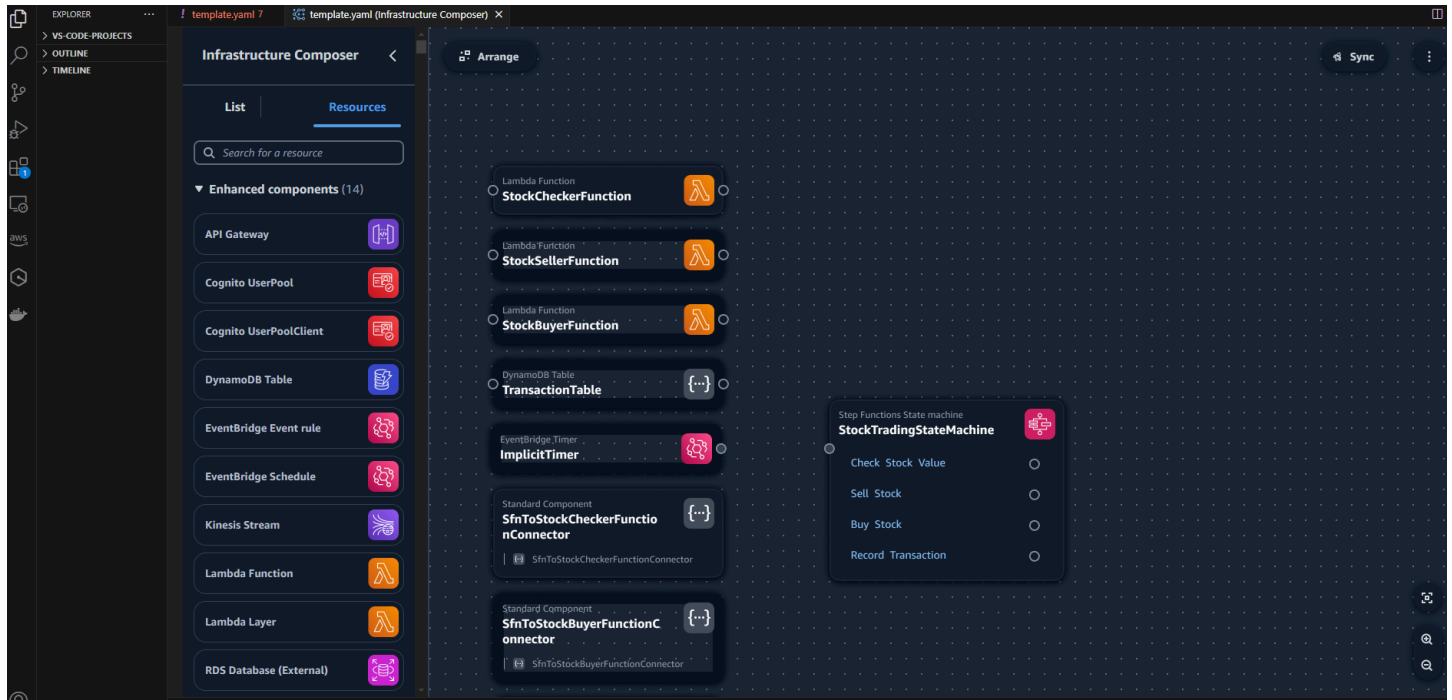 EXPLORER
···
! template.yaml 7
template.yaml (Infrastructure Composer) ×
> VS-CODE-PROJECTS
> OUTLINE
> TIMELINE
Infrastructure Composer
List
Resources
Search for a resource
Enhanced components (14)
API Gateway
Cognito UserPool
Cognito UserPoolClient
DynamoDB Table
EventBridge Event rule
EventBridge Schedule
Kinesis Stream
Lambda Function
Lambda Layer
RDS Database (External)
1
aws
Arrange
Sync
Lambda Function
StockCheckerFunction
Lambda Function
StockSellerFunction
Lambda Function
StockBuyerFunction
DynamoDB Table
TransactionTable
{···}
EventBridge Timer
ImplicitTimer
Standard Component
SfnToStockCheckerFunctio
nConnector
{···}
SfnToStockCheckerFunctionConnector
Standard Component
SfnToStockBuyerFunctionC
onnector
{···}
SfnToStockBuyerFunctionConnector
Step Functions State machine
StockTradingStateMachine
Check Stock Value
Sell Stock
Buy Stock
Record Transaction